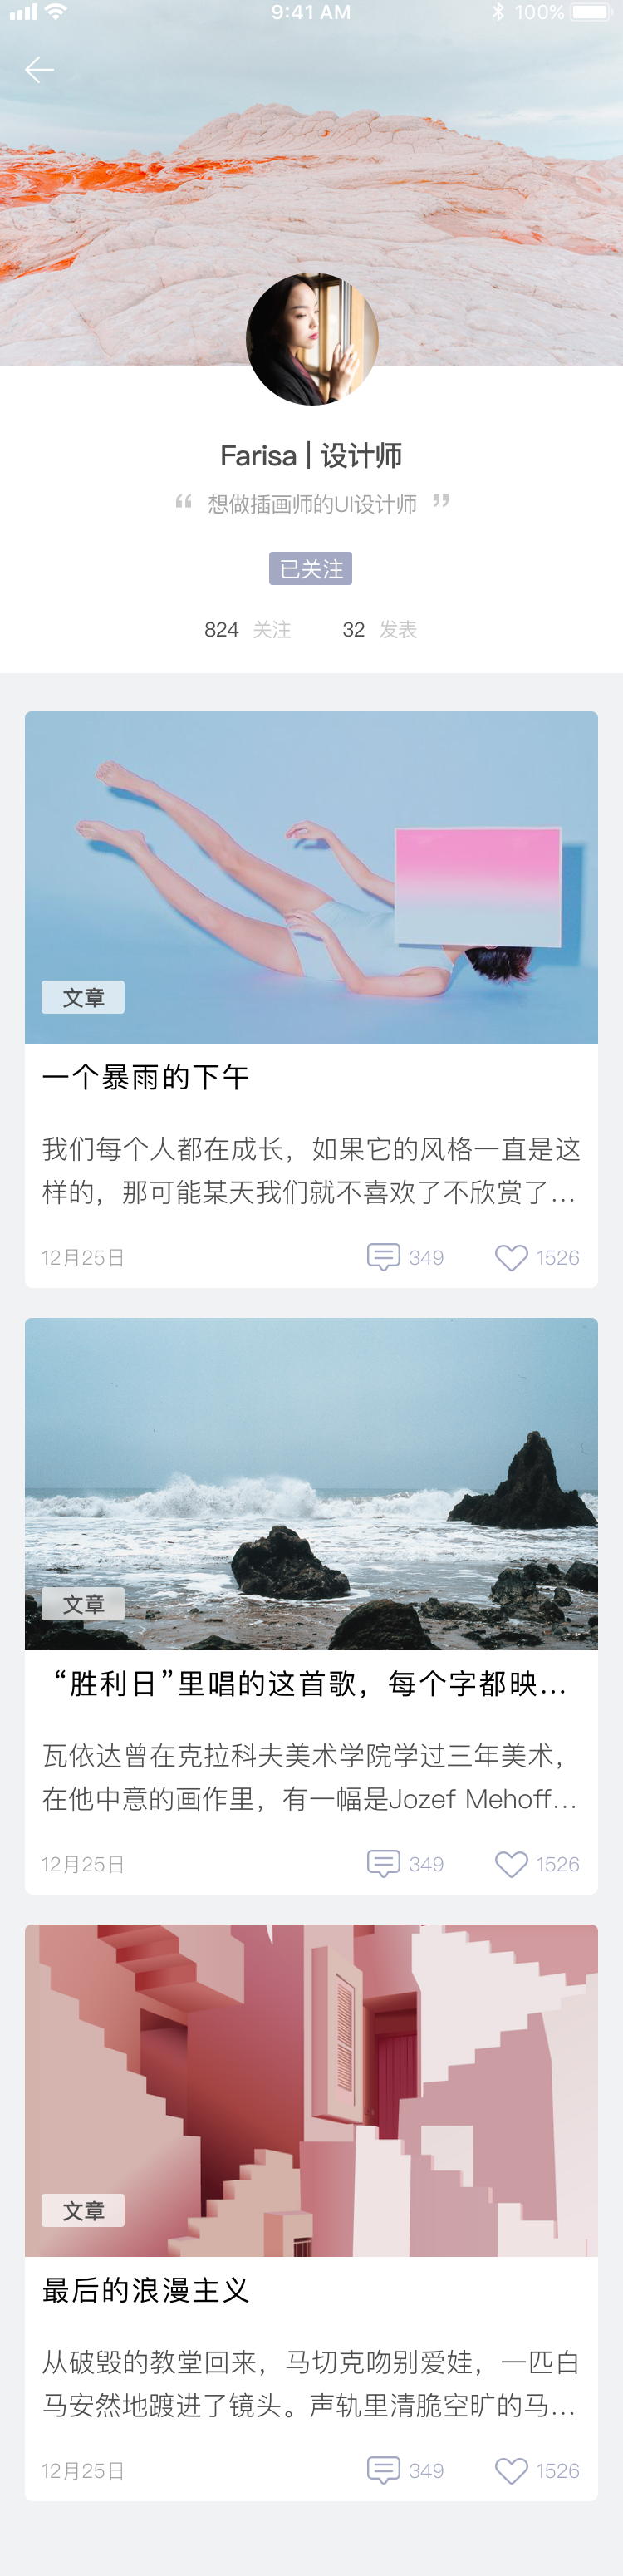 9:41 AM
100%
Farisa | 设计师
“ 想做插画师的UI设计师 ”
已关注
824 关注 32 发表
文章
一个暴雨的下午
我们每个人都在成长，如果它的风格一直是这
样的，那可能某天我们就不喜欢了不欣赏了...
12月25日 349 1526
文章
“胜利日”里唱的这首歌，每个字都映...
瓦依达曾在克拉科夫美术学院学过三年美术，
在他中意的画作里，有一幅是Jozef Mehoff...
12月25日 349 1526
文章
最后的浪漫主义
从破毁的教堂回来，马切克吻别爱娃，一匹白
马安然地踱进了镜头。声轨里清脆空旷的马...
12月25日 349 1526